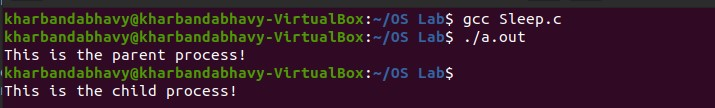 kharbandabhavy@kharbandabhavy-VirtualBox:~/OS Lab$ gcc Sleep.c
kharbandabhavy@kharbandabhavy-VirtualBox:~/OS Lab$ ./a.out
This is the parent process!
kharbandabhavy@kharbandabhavy-VirtualBox:~/OS Lab$
This is the child process!